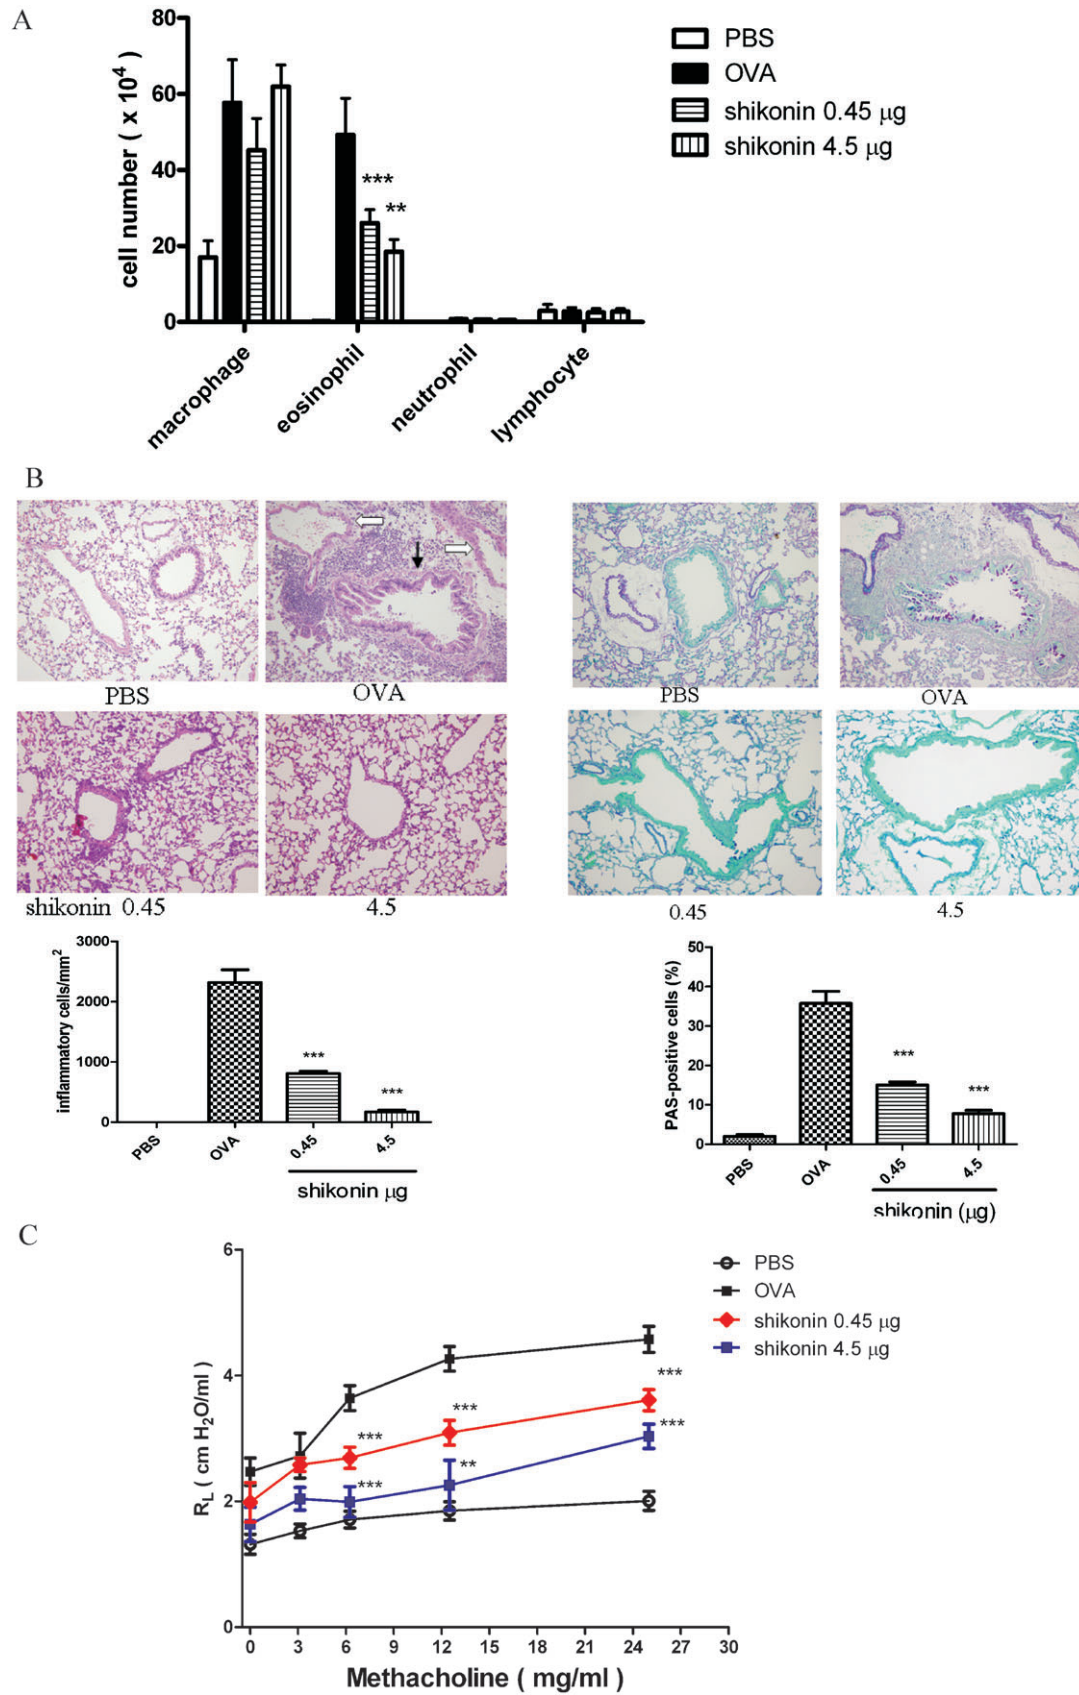 A
80
60
40
20
0
cell number ( x 10⁴)
***
**
macrophage
eosinophil
neutrophil
lymphocyte
PBS
OVA
shikonin 0.45 μg
shikonin 4.5 μg
B
PBS
OVA
PBS
OVA
shikonin 0.45
4.5
0.45
4.5
3000
2000
1000
0
inflammatory cells/mm²
***
***
PBS
OVA
0.45
4.5
shikonin μg
50
40
30
20
10
0
PAS-positive cells (%)
***
***
PBS
OVA
0.45
4.5
shikonin (μg)
C
6
4
2
0
R_L ( cm H₂O/ml )
***
***
***
***
**
***
0 3 6 9 12 15 18 21 24 27 30
Methacholine ( mg/ml )
PBS
OVA
shikonin 0.45 μg
shikonin 4.5 μg